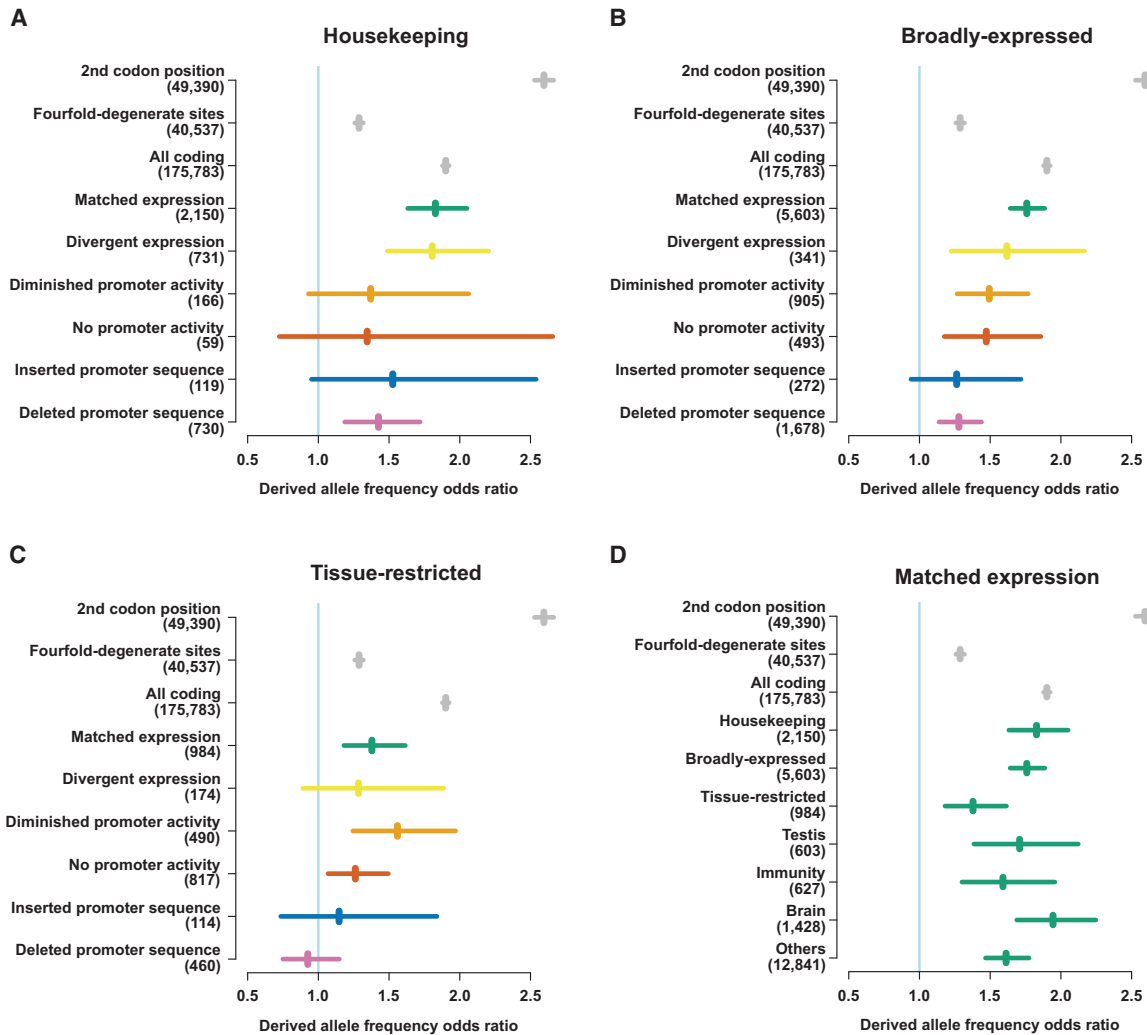 A
Housekeeping
2nd codon position
(49,390)
Fourfold-degenerate sites
(40,537)
All coding
(175,783)
Matched expression
(2,150)
Divergent expression
(731)
Diminished promoter activity
(166)
No promoter activity
(59)
Inserted promoter sequence
(119)
Deleted promoter sequence
(730)
0.5 1.0 1.5 2.0 2.5
Derived allele frequency odds ratio
B
Broadly-expressed
2nd codon position
(49,390)
Fourfold-degenerate sites
(40,537)
All coding
(175,783)
Matched expression
(5,603)
Divergent expression
(341)
Diminished promoter activity
(905)
No promoter activity
(493)
Inserted promoter sequence
(272)
Deleted promoter sequence
(1,678)
0.5 1.0 1.5 2.0 2.5
Derived allele frequency odds ratio
C
Tissue-restricted
2nd codon position
(49,390)
Fourfold-degenerate sites
(40,537)
All coding
(175,783)
Matched expression
(984)
Divergent expression
(174)
Diminished promoter activity
(490)
No promoter activity
(817)
Inserted promoter sequence
(114)
Deleted promoter sequence
(460)
0.5 1.0 1.5 2.0 2.5
Derived allele frequency odds ratio
D
Matched expression
2nd codon position
(49,390)
Fourfold-degenerate sites
(40,537)
All coding
(175,783)
Housekeeping
(2,150)
Broadly-expressed
(5,603)
Tissue-restricted
(984)
Testis
(603)
Immunity
(627)
Brain
(1,428)
Others
(12,841)
0.5 1.0 1.5 2.0 2.5
Derived allele frequency odds ratio